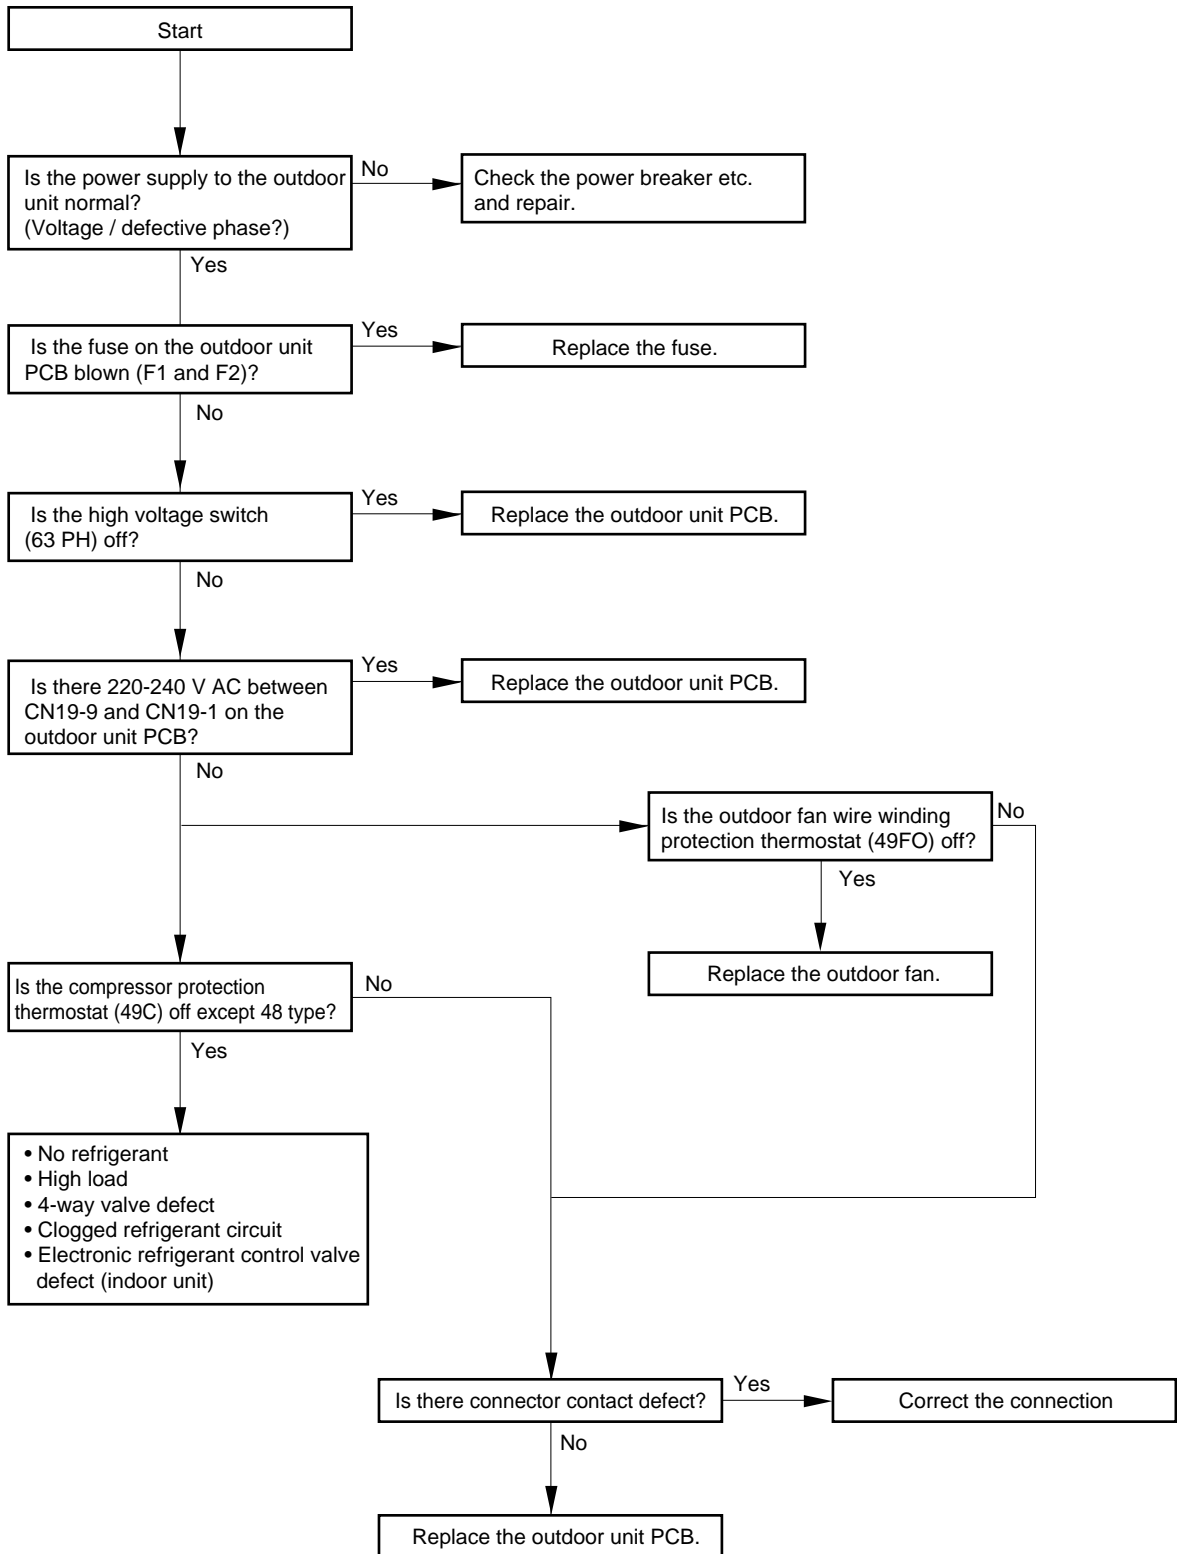 Start
Is the power supply to the outdoor
unit normal?
(Voltage / defective phase?)
No
Check the power breaker etc.
and repair.
Yes
Is the fuse on the outdoor unit
PCB blown (F1 and F2)?
Yes
Replace the fuse.
No
Is the high voltage switch
(63 PH) off?
Yes
Replace the outdoor unit PCB.
No
Is there 220-240 V AC between
CN19-9 and CN19-1 on the
outdoor unit PCB?
Yes
Replace the outdoor unit PCB.
No
Is the outdoor fan wire winding
protection thermostat (49FO) off?
No
Yes
Replace the outdoor fan.
Is the compressor protection
thermostat (49C) off except 48 type?
No
Yes
• No refrigerant
• High load
• 4-way valve defect
• Clogged refrigerant circuit
• Electronic refrigerant control valve
defect (indoor unit)
Is there connector contact defect?
Yes
Correct the connection
No
Replace the outdoor unit PCB.